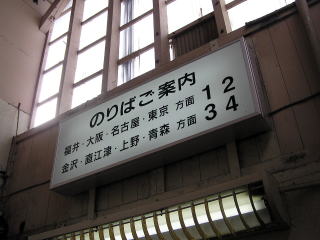 のりばご案内
福井・大阪・名古屋・東京 方面 1 2
金沢・直江津・上野・青森 方面 3 4